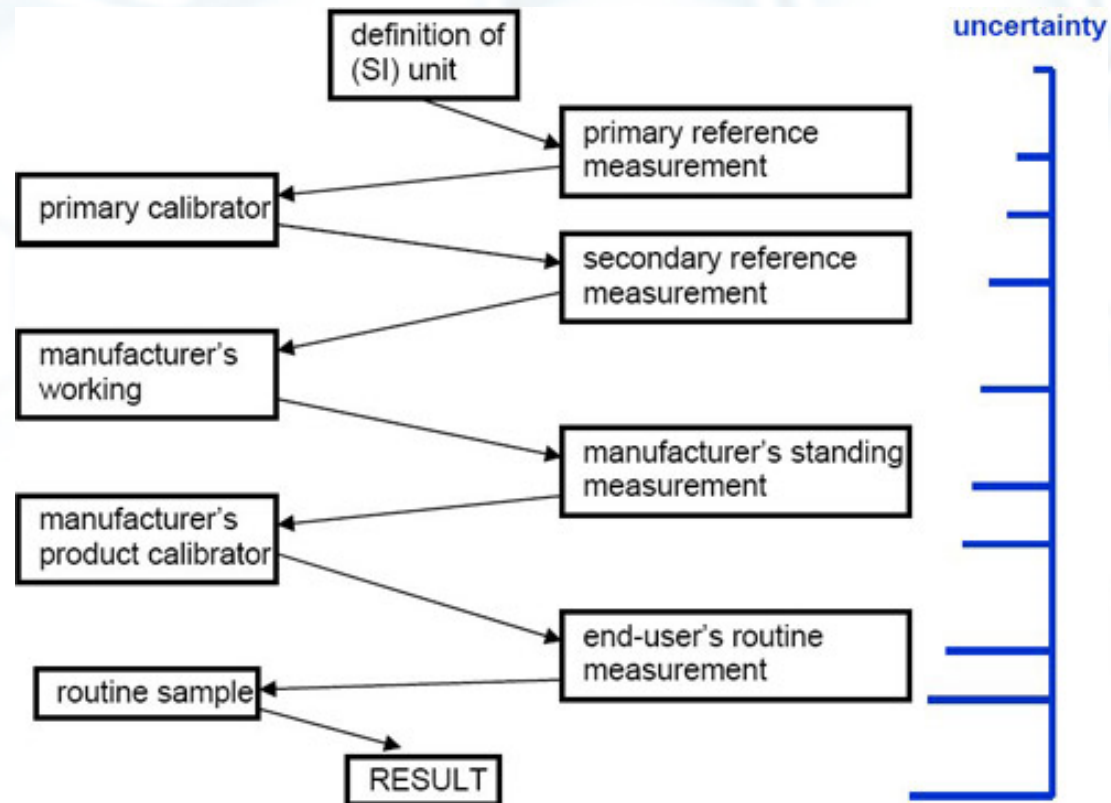 definition of
(SI) unit
uncertainty
primary reference
measurement
primary calibrator
secondary reference
measurement
manufacturer's
working
manufacturer's standing
measurement
manufacturer's
product calibrator
end-user's routine
measurement
routine sample
RESULT